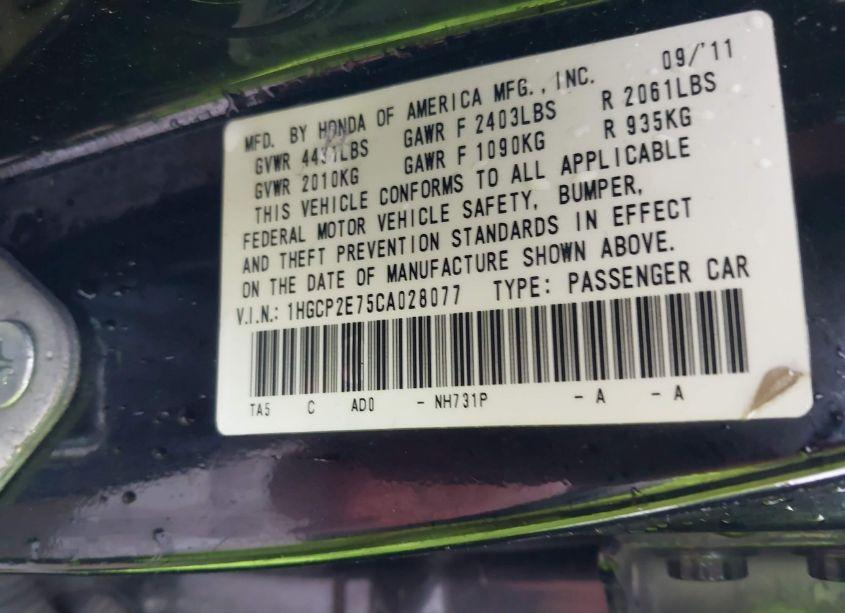 MFD. BY HONDA OF AMERICA MFG., INC. 09/'11
GVWR 4431LBS GAWR F 2403LBS R 2061LBS
GVWR 2010KG GAWR F 1090KG R 935KG
THIS VEHICLE CONFORMS TO ALL APPLICABLE
FEDERAL MOTOR VEHICLE SAFETY, BUMPER,
AND THEFT PREVENTION STANDARDS IN EFFECT
ON THE DATE OF MANUFACTURE SHOWN ABOVE.
V.I.N.: 1HGCP2E75CA028077 TYPE: PASSENGER CAR
TA5 C AD0 - NH731P - A - A